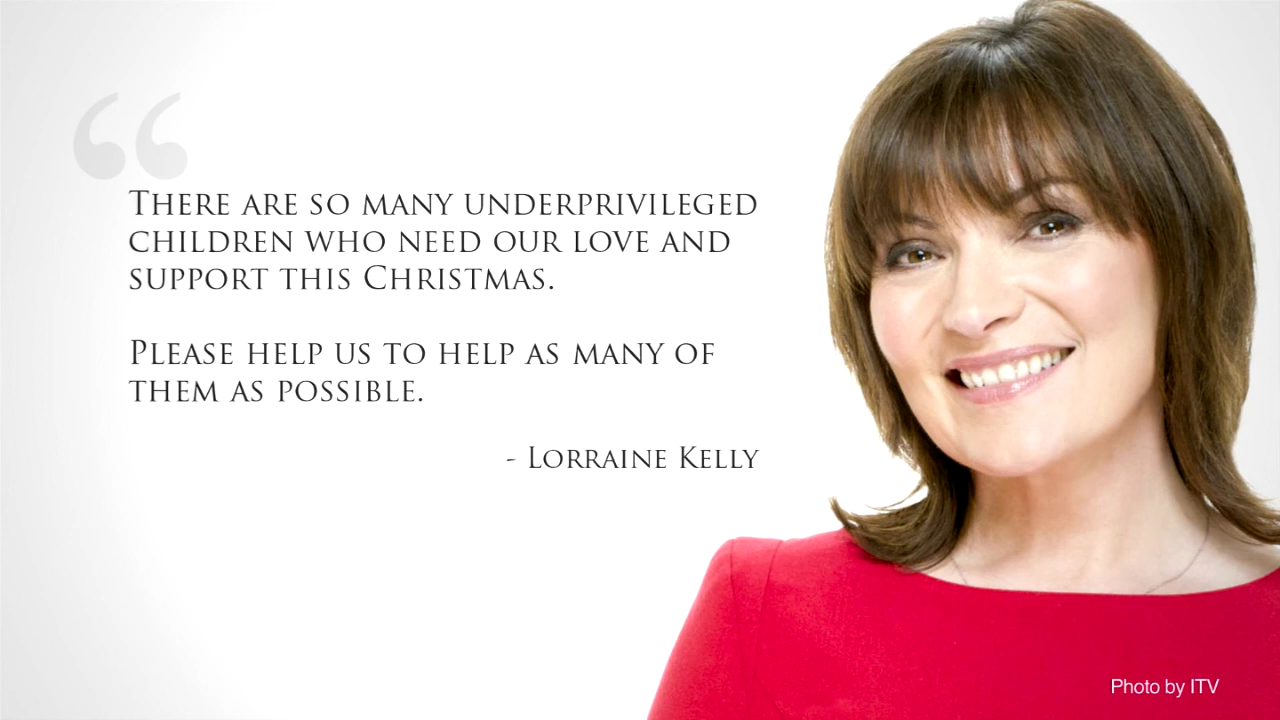 “
There are so many underprivileged
children who need our love and
support this Christmas.
Please help us to help as many of
them as possible.
- Lorraine Kelly
Photo by ITV